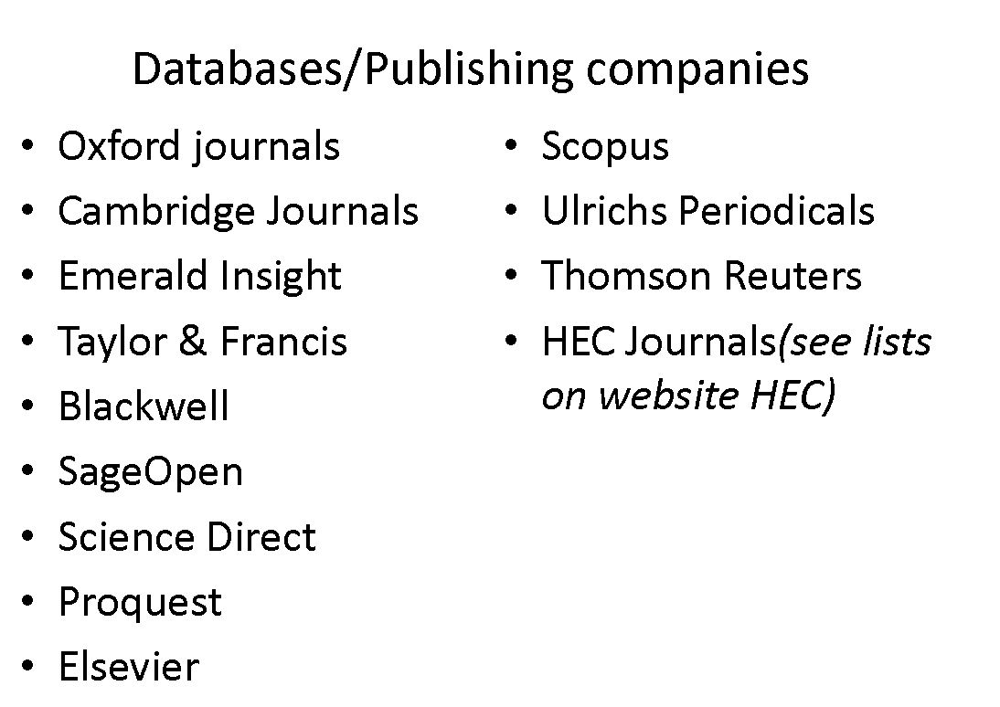 Databases/Publishing companies
• Oxford journals
• Cambridge Journals
• Emerald Insight
• Taylor & Francis
• Blackwell
• SageOpen
• Science Direct
• Proquest
• Elsevier
• Scopus
• Ulrichs Periodicals
• Thomson Reuters
• HEC Journals(see lists
on website HEC)